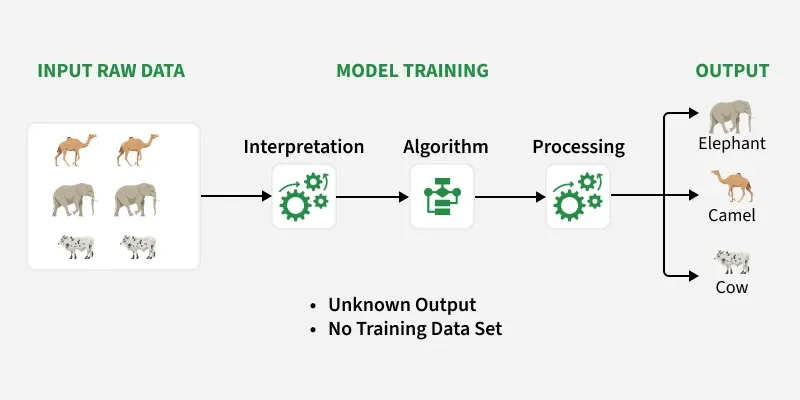 INPUT RAW DATA
MODEL TRAINING
OUTPUT
Interpretation
Algorithm
Processing
Elephant
Camel
Cow
• Unknown Output
• No Training Data Set